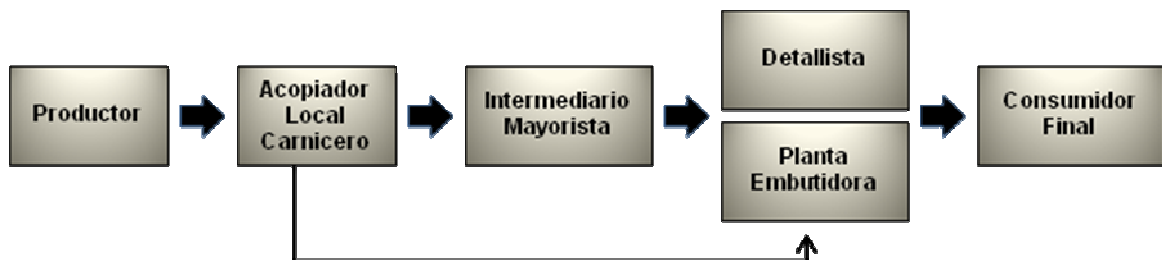 Productor
Acopiador
Local
Carnicero
Intermediario
Mayorista
Detallista
Planta
Embutidora
Consumidor
Final